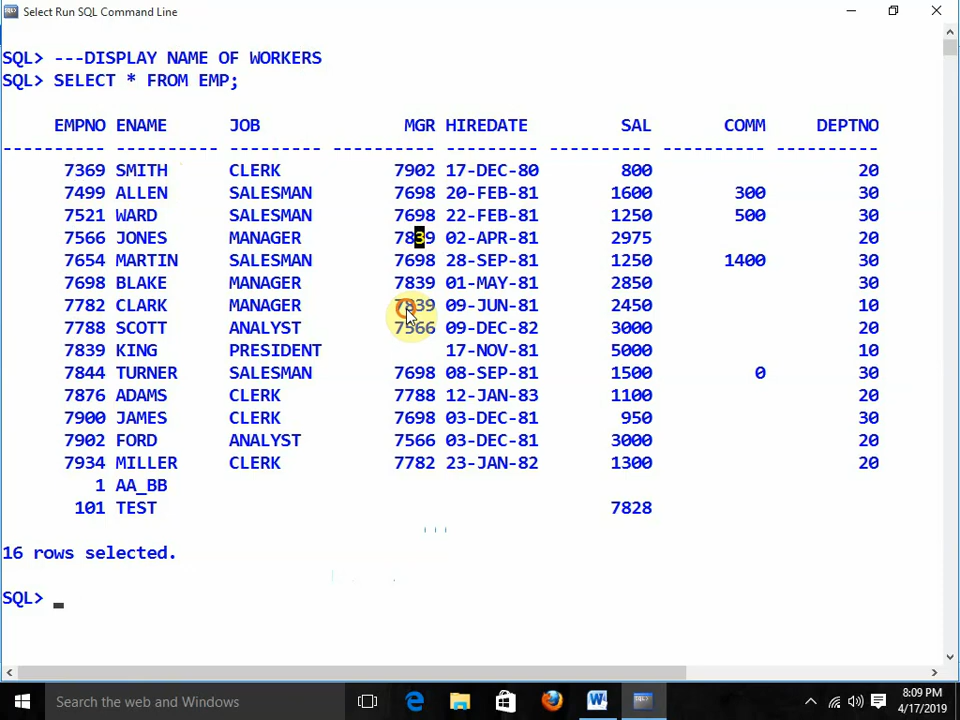 Select Run SQL Command Line
SQL> ---DISPLAY NAME OF WORKERS
SQL> SELECT * FROM EMP;
EMPNO ENAME JOB MGR HIREDATE SAL COMM DEPTNO
---------- ---------- --------- ---------- --------- ---------- ---------- ----------
7369 SMITH CLERK 7902 17-DEC-80 800 20
7499 ALLEN SALESMAN 7698 20-FEB-81 1600 300 30
7521 WARD SALESMAN 7698 22-FEB-81 1250 500 30
7566 JONES MANAGER 7839 02-APR-81 2975 20
7654 MARTIN SALESMAN 7698 28-SEP-81 1250 1400 30
7698 BLAKE MANAGER 7839 01-MAY-81 2850 30
7782 CLARK MANAGER 7839 09-JUN-81 2450 10
7788 SCOTT ANALYST 7566 09-DEC-82 3000 20
7839 KING PRESIDENT 17-NOV-81 5000 10
7844 TURNER SALESMAN 7698 08-SEP-81 1500 0 30
7876 ADAMS CLERK 7788 12-JAN-83 1100 20
7900 JAMES CLERK 7698 03-DEC-81 950 30
7902 FORD ANALYST 7566 03-DEC-81 3000 20
7934 MILLER CLERK 7782 23-JAN-82 1300 20
1 AA_BB
101 TEST 7828
16 rows selected.
SQL> _
Search the web and Windows
8:09 PM
4/17/2019